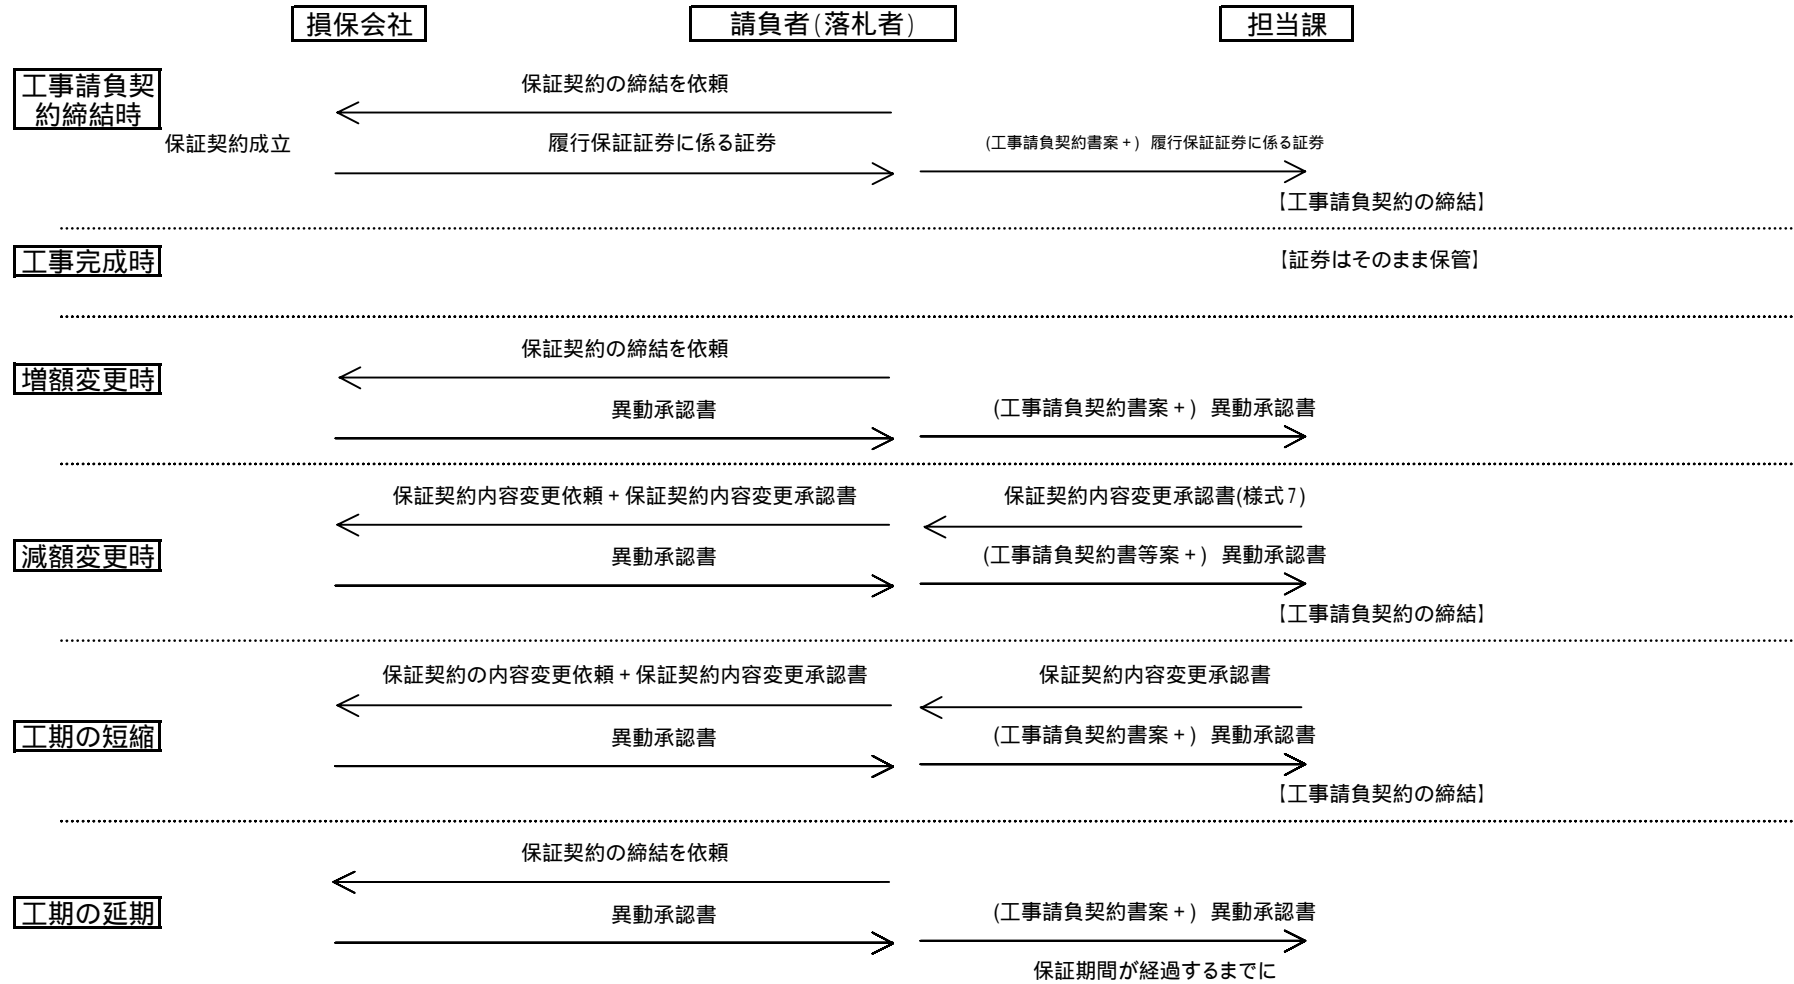 損保会社
請負者(落札者)
担当課
工事請負契
約締結時
保証契約の締結を依頼
保証契約成立
履行保証証券に係る証券
(工事請負契約書案+) 履行保証証券に係る証券
【工事請負契約の締結】
工事完成時
【証券はそのまま保管】
増額変更時
保証契約の締結を依頼
異動承認書
(工事請負契約書案+) 異動承認書
減額変更時
保証契約内容変更依頼+保証契約内容変更承認書
保証契約内容変更承認書(様式7)
異動承認書
(工事請負契約書等案+) 異動承認書
【工事請負契約の締結】
工期の短縮
保証契約の内容変更依頼+保証契約内容変更承認書
保証契約内容変更承認書
異動承認書
(工事請負契約書案+) 異動承認書
【工事請負契約の締結】
工期の延期
保証契約の締結を依頼
異動承認書
(工事請負契約書案+) 異動承認書
保証期間が経過するまでに